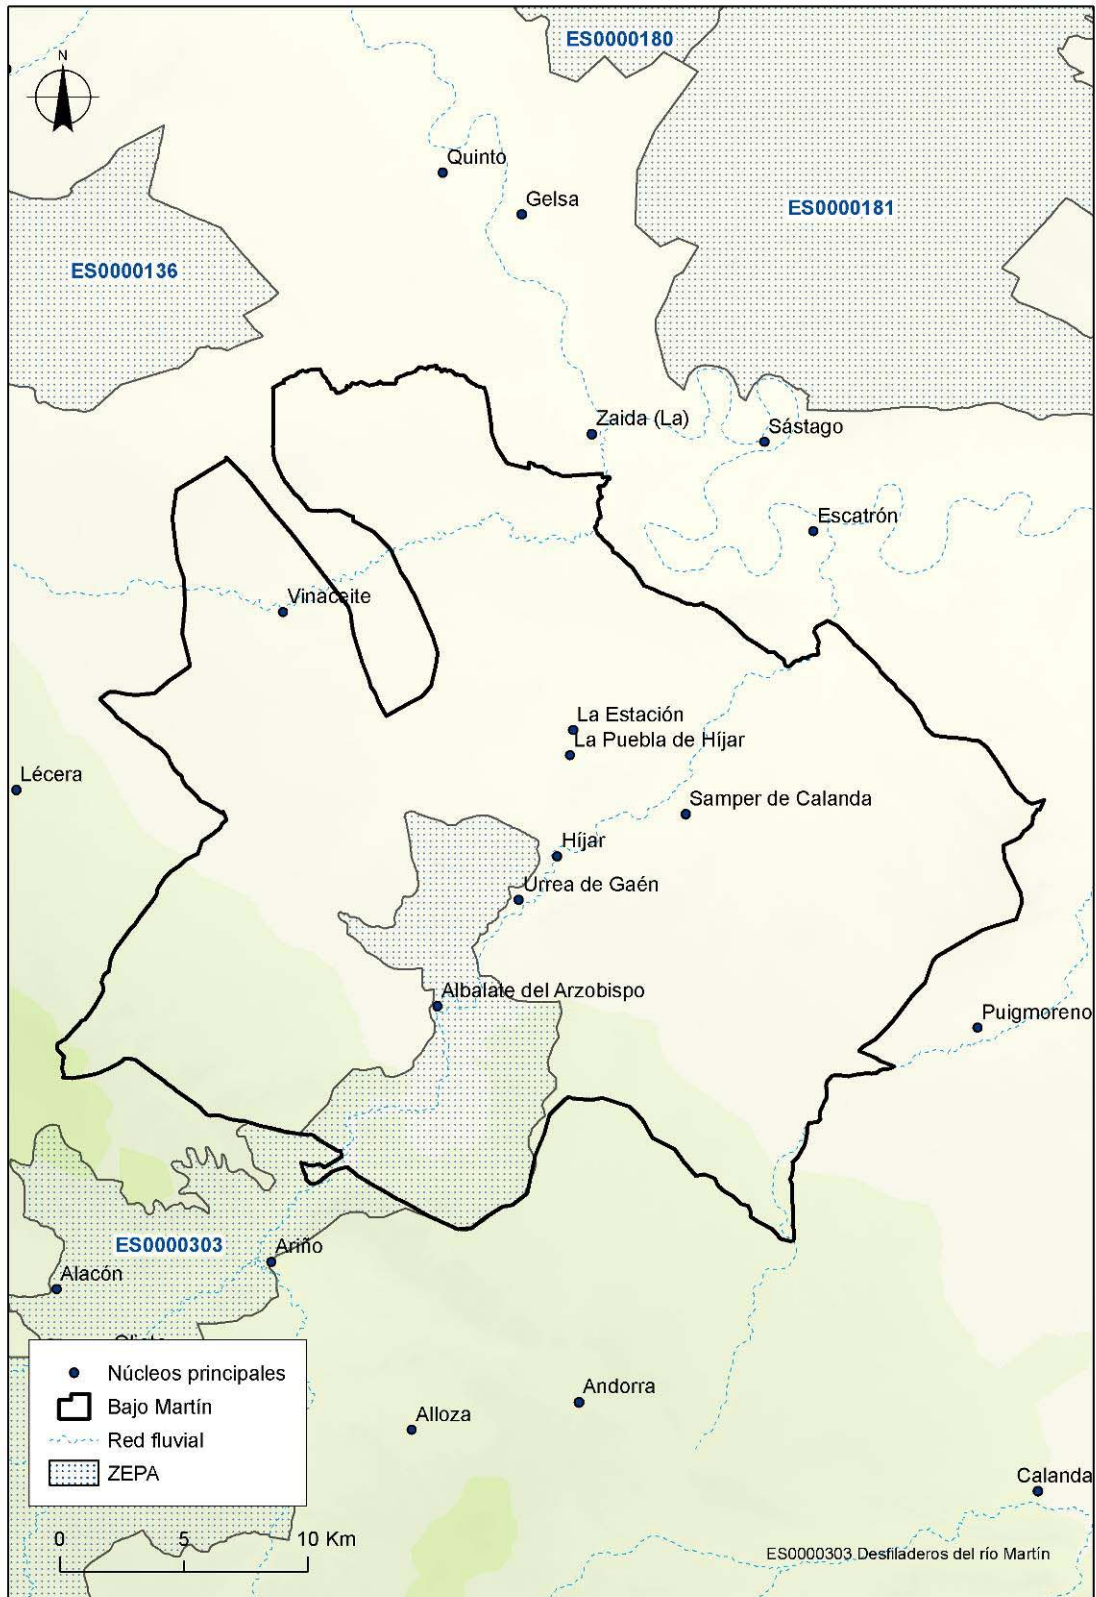 ES0000180
N
Quinto
Gelsa
ES0000181
ES0000136
Zaida (La)
Sástago
Escatrón
Vinaceite
La Estación
La Puebla de Híjar
Lécera
Samper de Calanda
Híjar
Urrea de Gaén
Albalate del Arzobispo
Puigmoreno
ES0000303
Ariño
Alacón
Núcleos principales
Bajo Martín
Red fluvial
ZEPA
Andorra
Alloza
Calanda
0 5 10 Km
ES0000303 Desfiladeros del río Martín